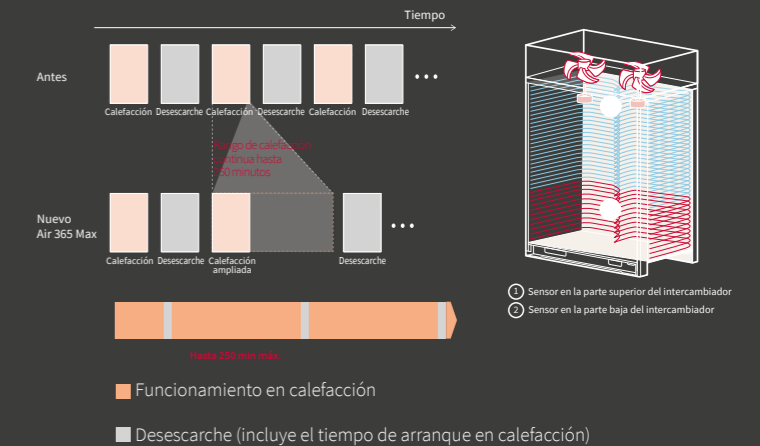 Tiempo
Antes
Calefacción Desescarche Calefacción Desescarche Calefacción Desescarche
Rango de calefacción
continua hasta
250 minutos
Nuevo
Air 365 Max
Calefacción Desescarche Calefacción
ampliada
Desescarche
1 Sensor en la parte superior del intercambiador
2 Sensor en la parte baja del intercambiador
Hasta 250 min máx.
Funcionamiento en calefacción
Desescarche (incluye el tiempo de arranque en calefacción)